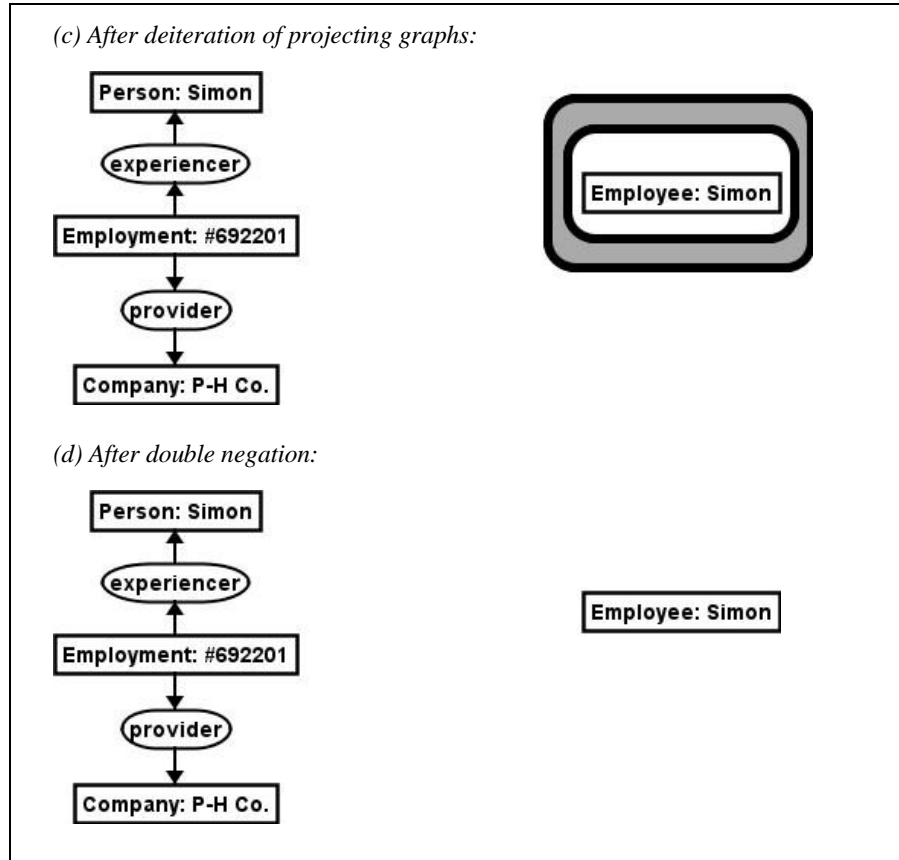 (c) After deiteration of projecting graphs:
Person: Simon
experiencer
Employment: #692201
provider
Company: P-H Co.
Employee: Simon
(d) After double negation:
Person: Simon
experiencer
Employment: #692201
provider
Company: P-H Co.
Employee: Simon